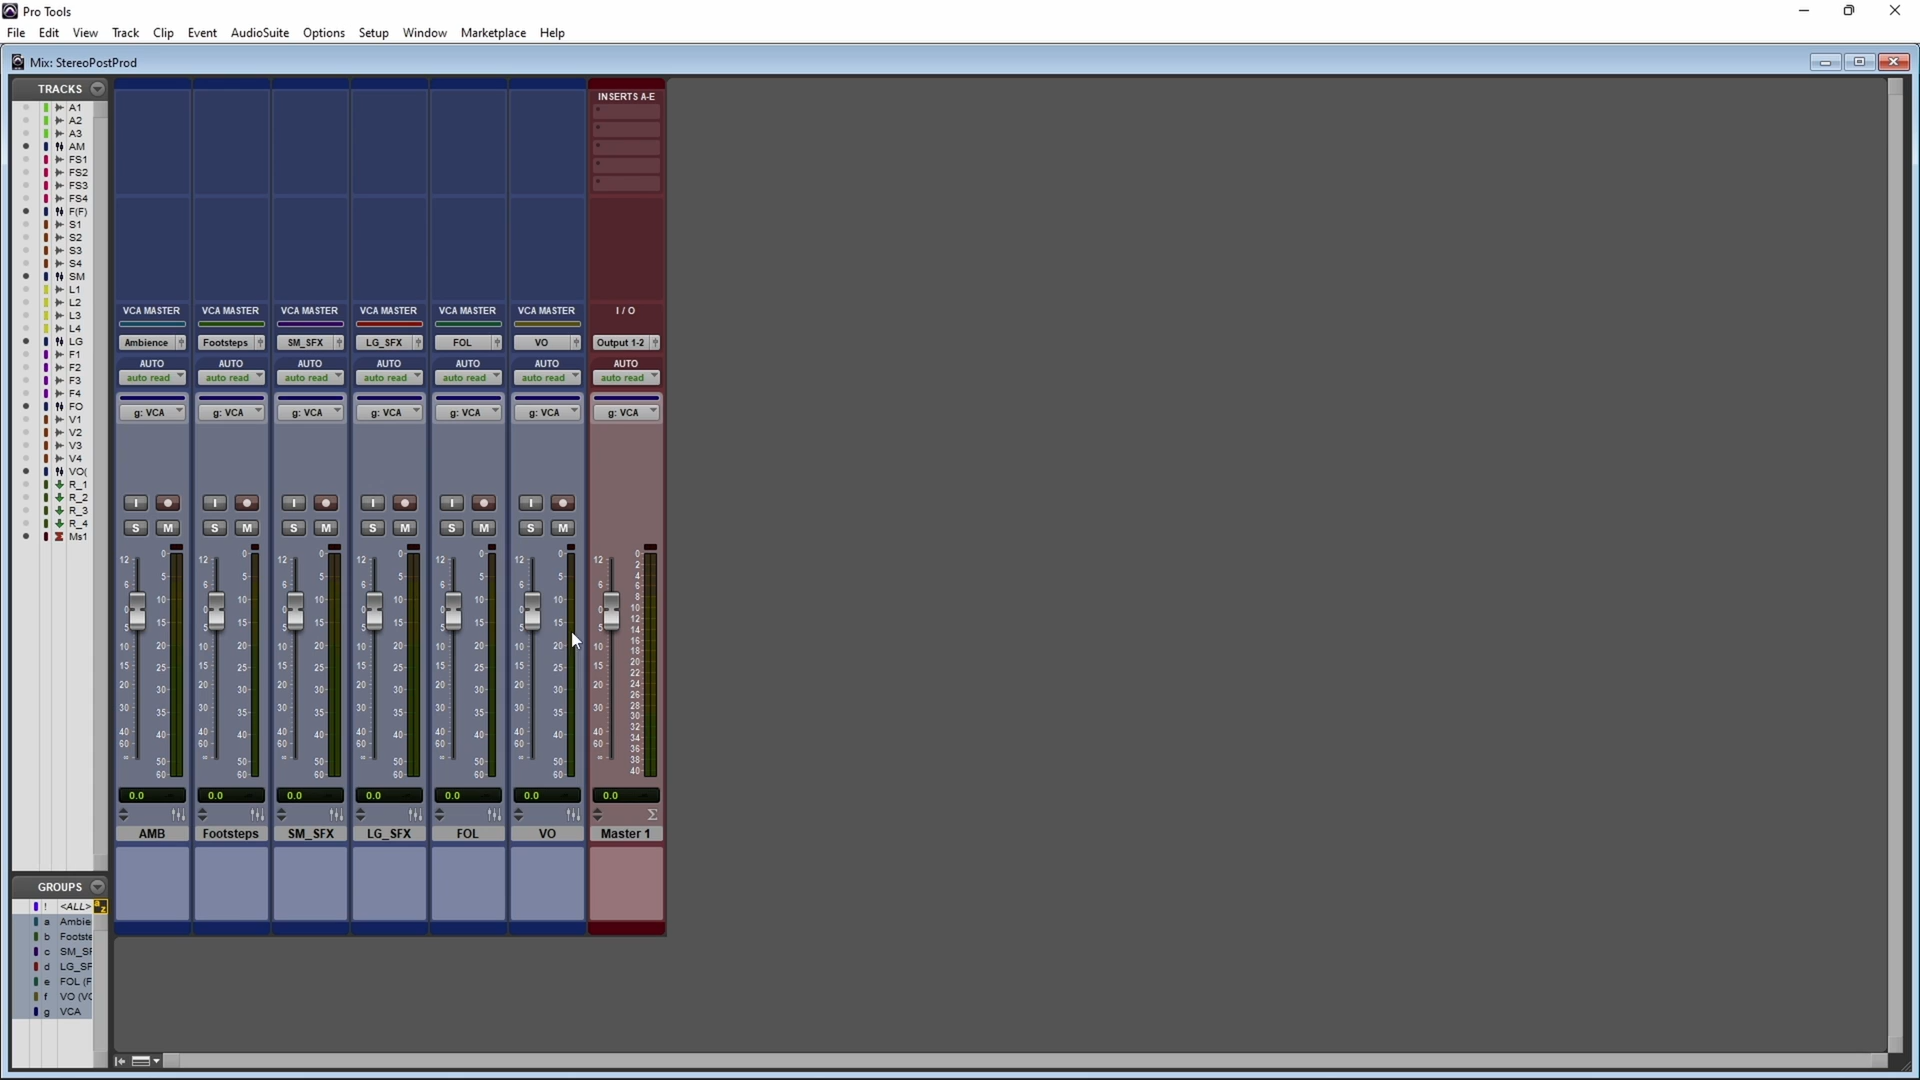 Pro Tools
File Edit View Track Clip Event AudioSuite Options Setup Window Marketplace Help
Mix: StereoPostProd
TRACKS
A1
A2
A3
AM
FS1
FS2
FS3
FS4
F(F)
S1
S2
S3
S4
SM
L1
L2
L3
L4
LG
F1
F2
F3
F4
FO
V1
V2
V3
V4
VO(
R_1
R_2
R_3
R_4
Ms1
GROUPS
! <ALL>
a Ambie
b Footste
c SM_SF
d LG_SF
e FOL (F
f VO (VO
g VCA
INSERTS A-E
VCA MASTER VCA MASTER VCA MASTER VCA MASTER VCA MASTER VCA MASTER I / O
Ambience Footsteps SM_SFX LG_SFX FOL VO Output 1-2
AUTO AUTO AUTO AUTO AUTO AUTO AUTO
auto read auto read auto read auto read auto read auto read auto read
g: VCA g: VCA g: VCA g: VCA g: VCA g: VCA g: VCA
I I I I I I
S M S M S M S M S M S M
0.0 0.0 0.0 0.0 0.0 0.0 0.0
AMB Footsteps SM_SFX LG_SFX FOL VO Master 1